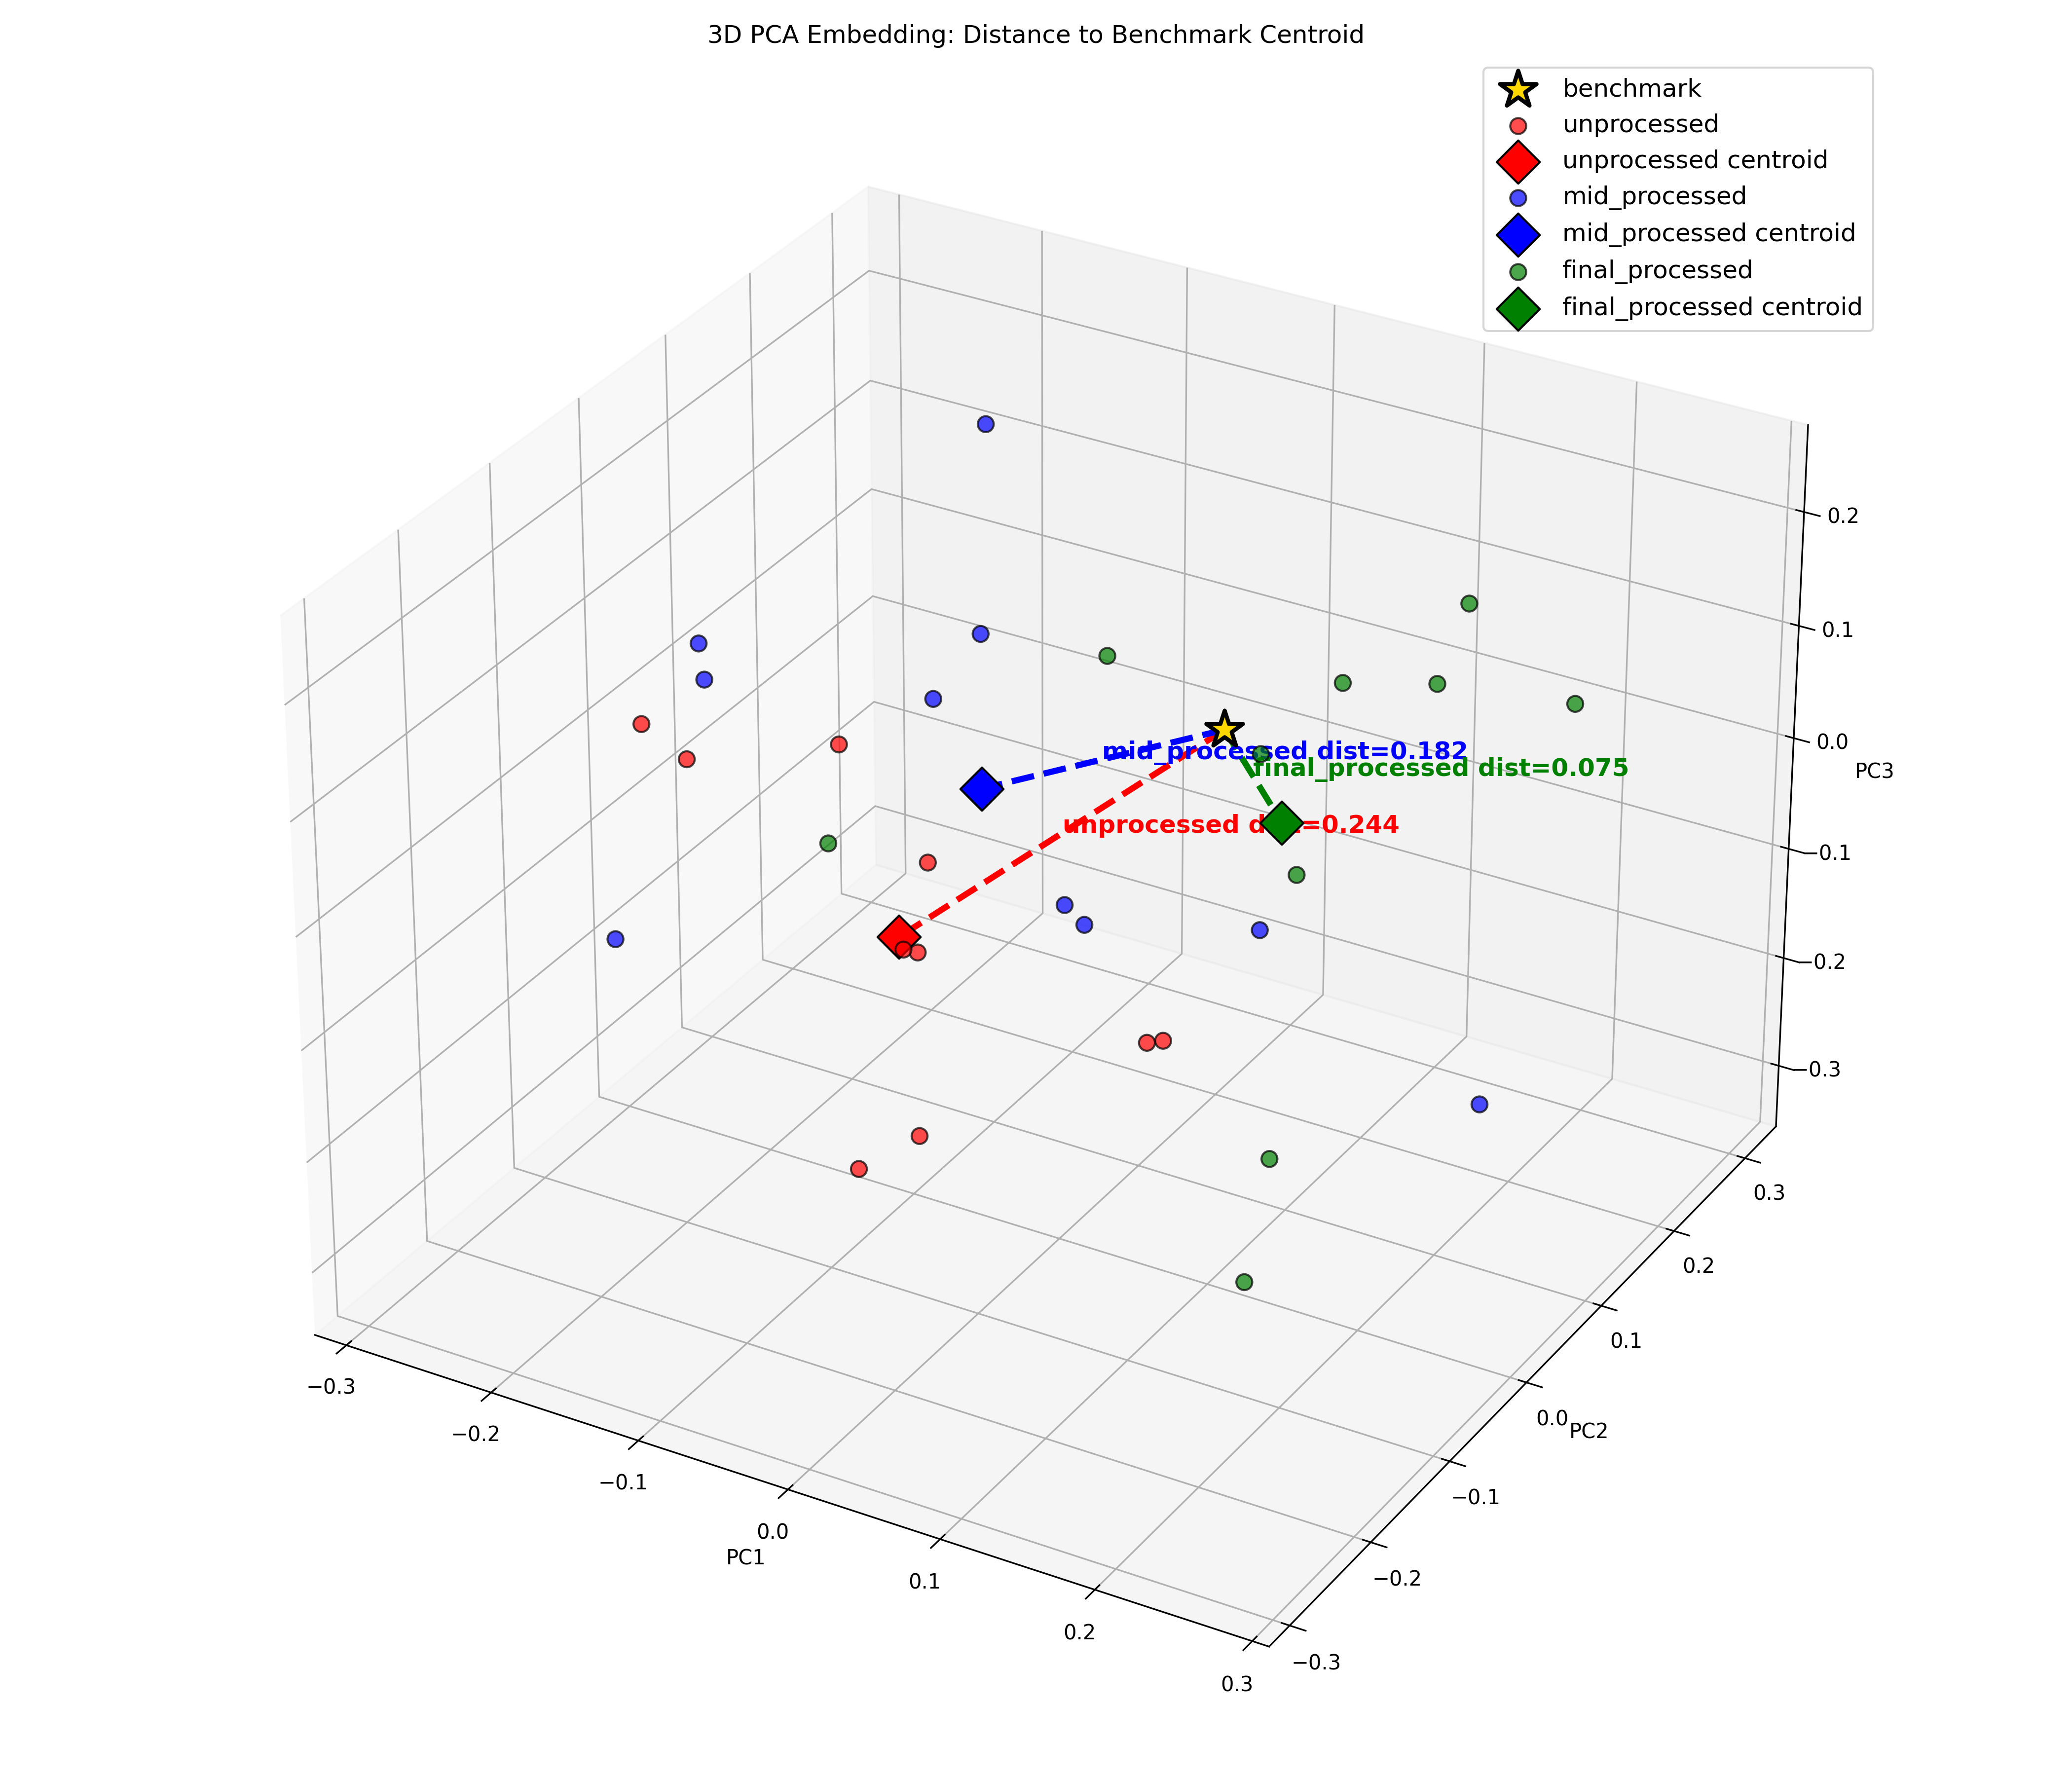 3D PCA Embedding: Distance to Benchmark Centroid
benchmark
unprocessed
unprocessed centroid
mid_processed
mid_processed centroid
final_processed
final_processed centroid
mid_processed dist=0.182
final_processed dist=0.075
unprocessed dist=0.244
0.2
0.1
0.0
PC3
−0.1
−0.2
−0.3
0.3
0.2
0.1
0.0
PC2
−0.1
−0.2
−0.3
−0.3
−0.2
−0.1
0.0
PC1
0.1
0.2
0.3